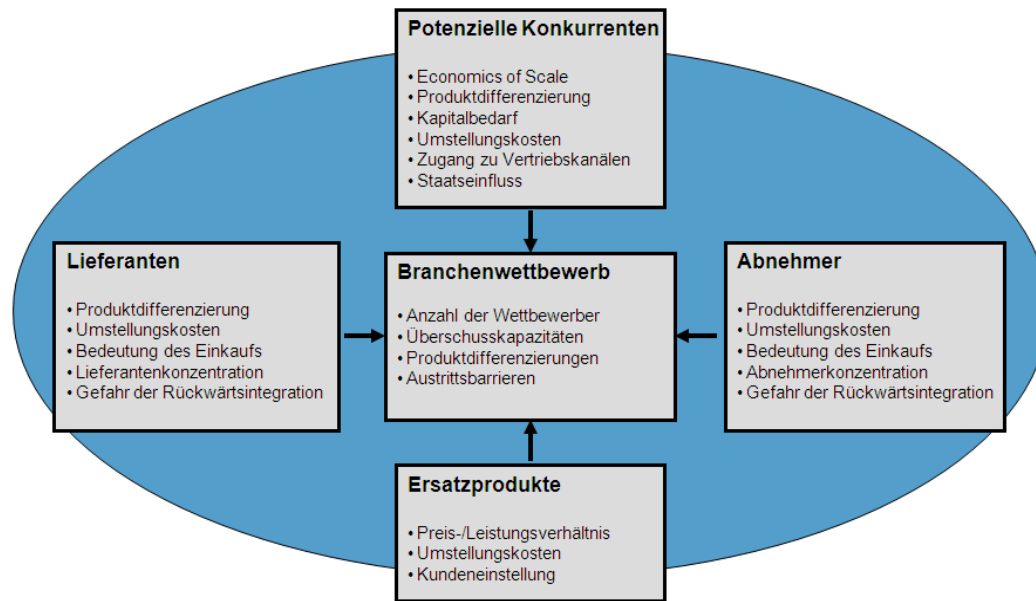 Potenzielle Konkurrenten
• Economics of Scale
• Produktdifferenzierung
• Kapitalbedarf
• Umstellungskosten
• Zugang zu Vertriebskanälen
• Staatseinfluss
Lieferanten
• Produktdifferenzierung
• Umstellungskosten
• Bedeutung des Einkaufs
• Lieferantenkonzentration
• Gefahr der Rückwärtsintegration
Branchenwettbewerb
• Anzahl der Wettbewerber
• Überschusskapazitäten
• Produktdifferenzierungen
• Austrittsbarrieren
Abnehmer
• Produktdifferenzierung
• Umstellungskosten
• Bedeutung des Einkaufs
• Abnehmerkonzentration
• Gefahr der Rückwärtsintegration
Ersatzprodukte
• Preis-/Leistungsverhältnis
• Umstellungskosten
• Kundeneinstellung